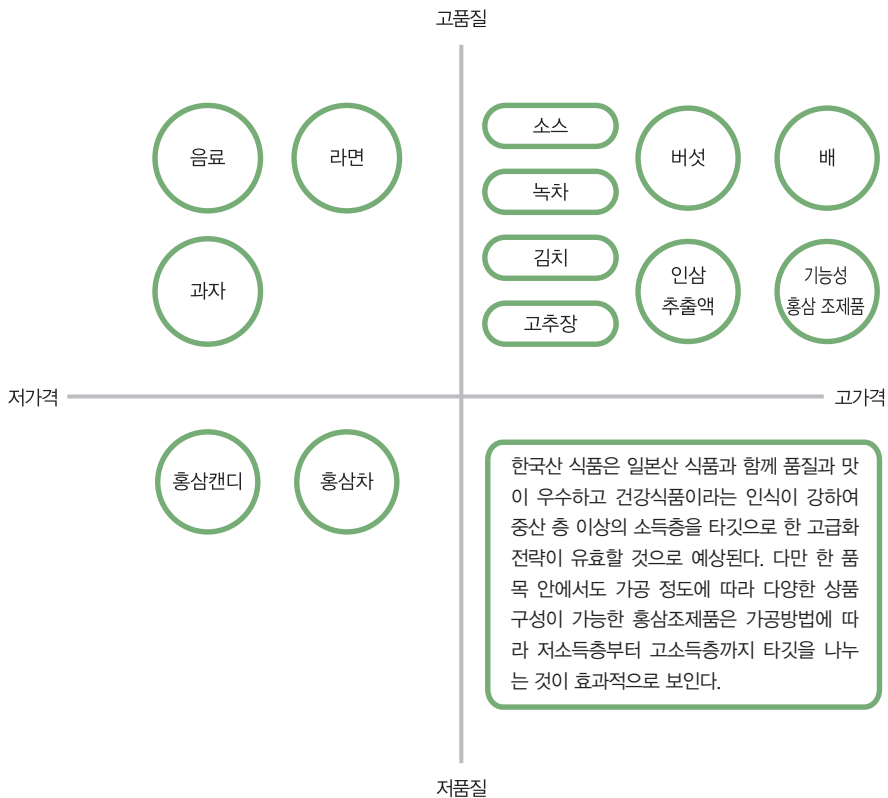 고품질
음료
라면
소스
녹차
김치
고추장
버섯
배
과자
인삼
추출액
기능성
홍삼 조제품
저가격
고가격
홍삼캔디
홍삼차
한국산 식품은 일본산 식품과 함께 품질과 맛
이 우수하고 건강식품이라는 인식이 강하여
중산 층 이상의 소득층을 타깃으로 한 고급화
전략이 유효할 것으로 예상된다. 다만 한 품
목 안에서도 가공 정도에 따라 다양한 상품
구성이 가능한 홍삼조제품은 가공방법에 따
라 저소득층부터 고소득층까지 타깃을 나누
는 것이 효과적으로 보인다.
저품질